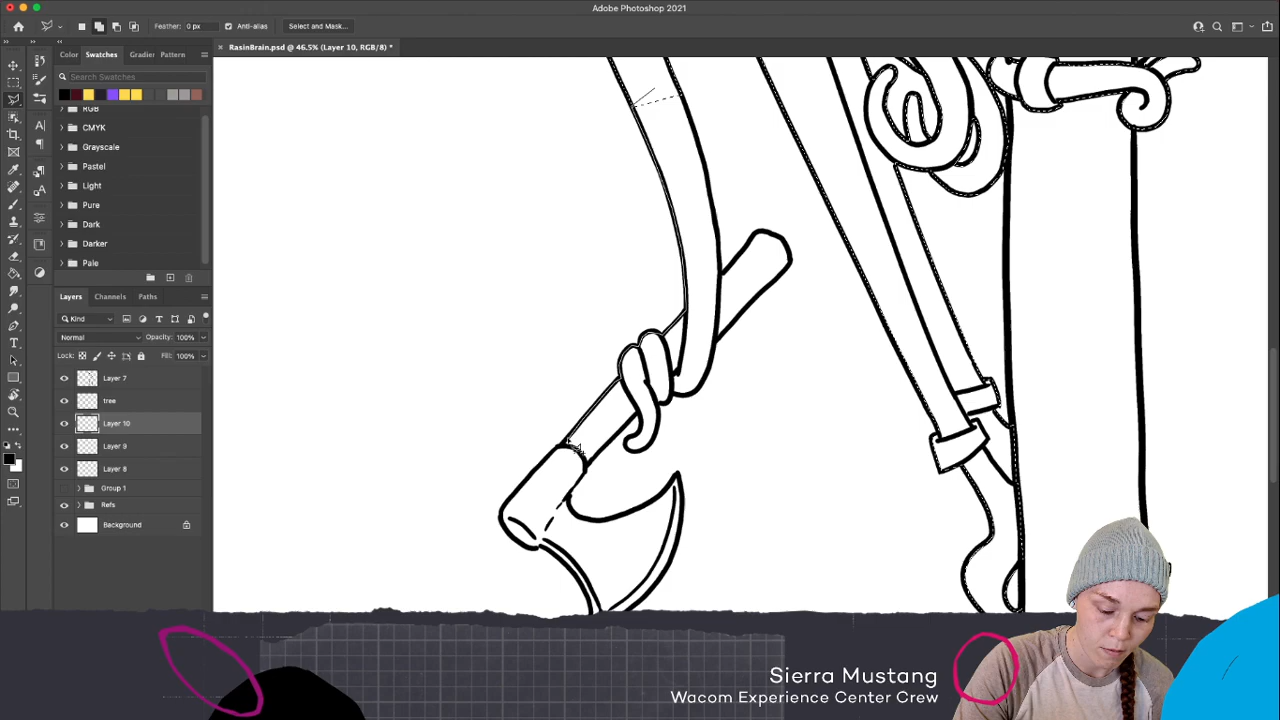 Adobe Photoshop 2021
Feather: 0 px
Anti-alias
Select and Mask...
RasinBrain.psd @ 46.5% (Layer 10, RGB/8) *
Color
Swatches
Gradier
Pattern
Search Swatches
RGB
CMYK
Grayscale
Pastel
Light
Pure
Dark
Darker
Pale
Layers
Channels
Paths
Kind
Normal
Opacity: 100%
Lock:
Fill: 100%
Layer 7
tree
Layer 10
Layer 9
Layer 8
Group 1
Refs
Background
Sierra Mustang
Wacom Experience Center Crew